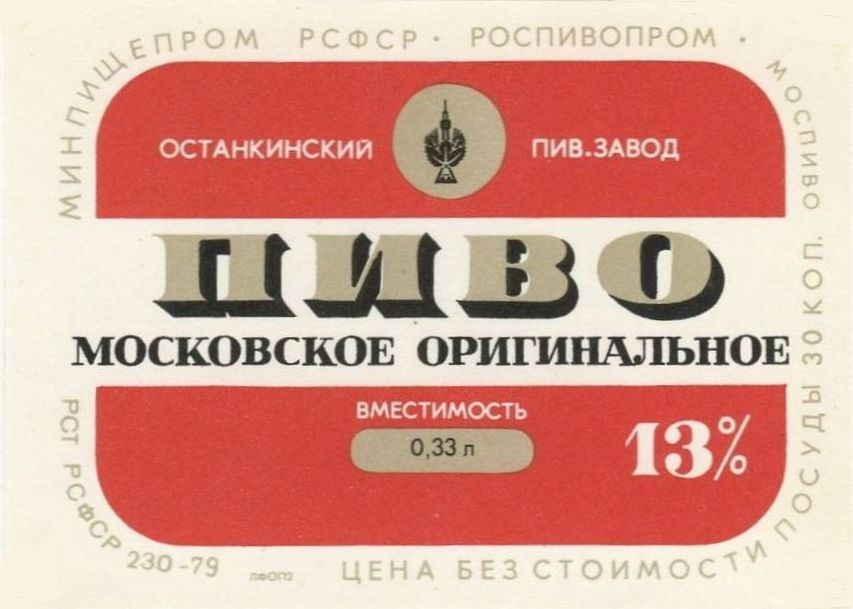 МИНПИЩЕПРОМ РСФСР · РОСПИВОПРОМ · МОСПИВО
ОСТАНКИНСКИЙ ПИВ.ЗАВОД
ПИВО
МОСКОВСКОЕ ОРИГИНАЛЬНОЕ
ВМЕСТИМОСТЬ
0,33 л
13%
РСТ РСФСР 230-79
ЛФОП2
ЦЕНА БЕЗ СТОИМОСТИ ПОСУДЫ 30 КОП.